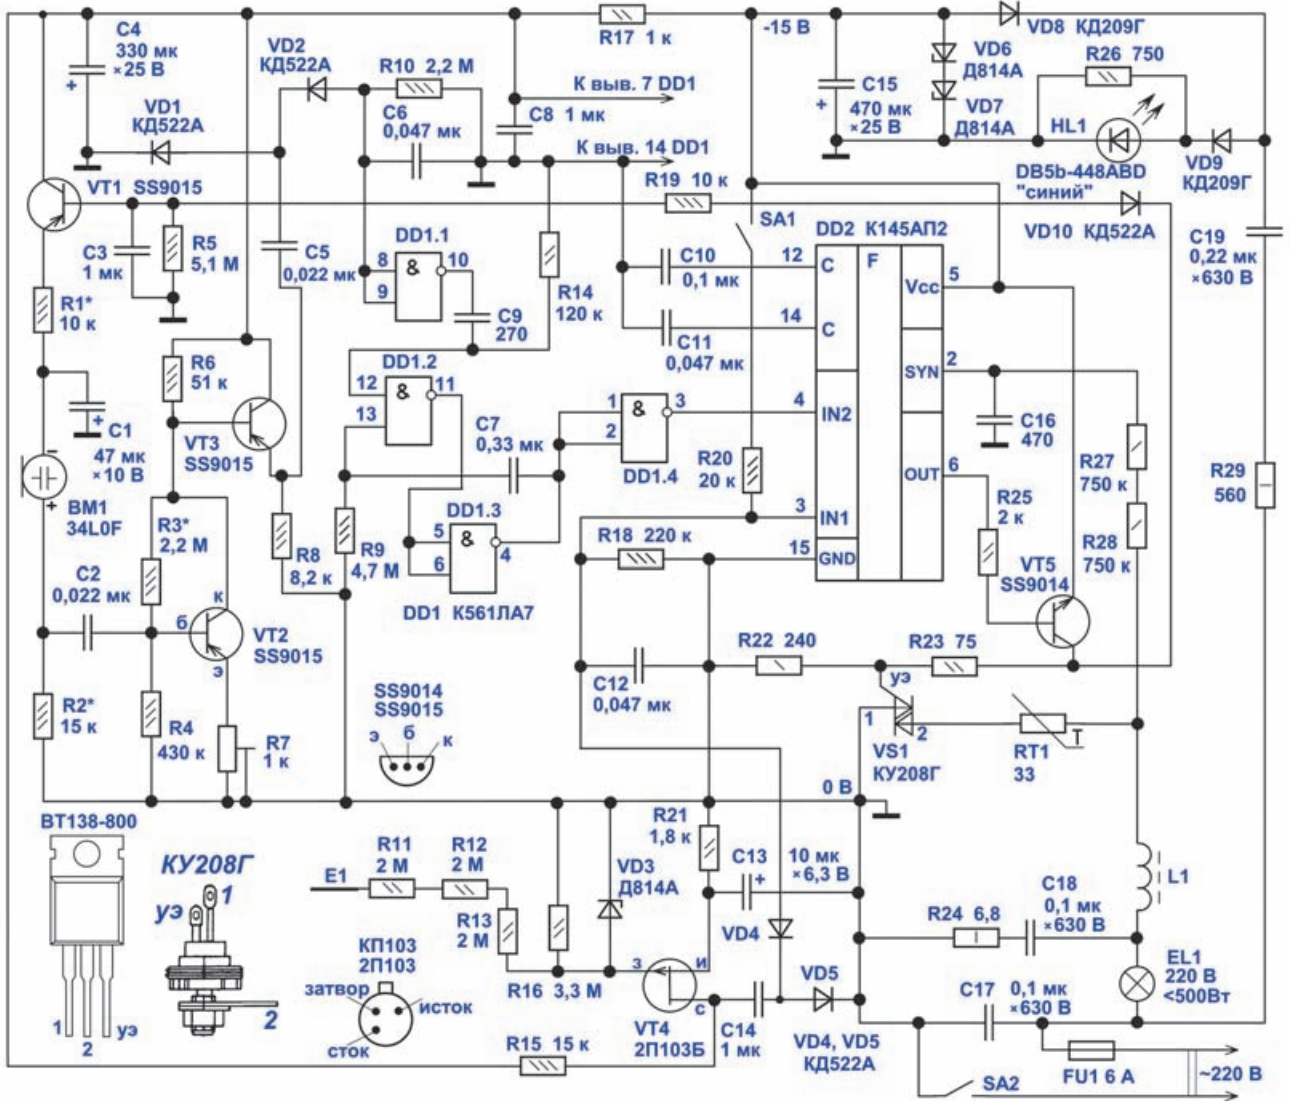 C4
330 мк
×25 В
+
VD2
КД522А
VD1
КД522А
R10 2,2 М
C6
0,047 мк
R17 1 к
К выв. 7 DD1
C8 1 мк
К выв. 14 DD1
-15 В
C15
470 мк
×25 В
+
VD6
Д814А
VD7
Д814А
VD8 КД209Г
R26 750
HL1
DB5b-448ABD
"синий"
VD9
КД209Г
VT1 SS9015
R19 10 к
VD10 КД522А
C3
1 мк
R5
5,1 М
C5
0,022 мк
DD1.1
&
8
9
10
C9
270
R14
120 к
C10
0,1 мк
C11
0,047 мк
SA1
DD2 К145АП2
12
C
F
14
C
Vcc
5
SYN
2
4
IN2
OUT
6
3
IN1
15
GND
C19
0,22 мк
×630 В
R1*
10 к
R6
51 к
C1
47 мк
×10 В
+
VT3
SS9015
DD1.2
12
13
&
11
C7
0,33 мк
1
2
&
3
DD1.4
R20
20 к
C16
470
R27
750 к
R28
750 к
R29
560
R25
2 к
VT5
SS9014
-
+
BM1
34L0F
R3*
2,2 М
C2
0,022 мк
R8
8,2 к
R9
4,7 М
DD1.3
5
6
&
4
DD1 К561ЛА7
R18 220 к
к
б
э
VT2
SS9015
R22 240
R23 75
C12
0,047 мк
R2*
15 к
R4
430 к
R7
1 к
SS9014
SS9015
э
б
к
уэ
1
2
VS1
КУ208Г
RT1
33
T
0 В
BT138-800
1
2
уэ
КУ208Г
уэ
1
2
E1
R11
2 М
R12
2 М
R13
2 М
VD3
Д814А
R21
1,8 к
C13
+
10 мк
×6,3 В
VD4
L1
R24 6,8
C18
0,1 мк
×630 В
EL1
220 В
<500Вт
КП103
2П103
затвор
исток
сток
R16 3,3 М
з
и
с
VT4
2П103Б
C14
1 мк
VD5
VD4, VD5
КД522А
C17
0,1 мк
×630 В
R15 15 к
SA2
FU1 6 А
~220 В